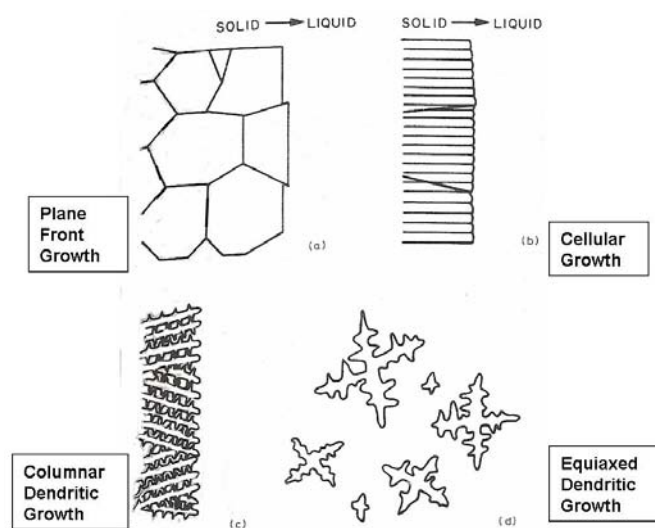 SOLID → LIQUID
SOLID → LIQUID
Plane
Front
Growth
(a)
(b)
Cellular
Growth
Columnar
Dendritic
Growth
(c)
(d)
Equiaxed
Dendritic
Growth